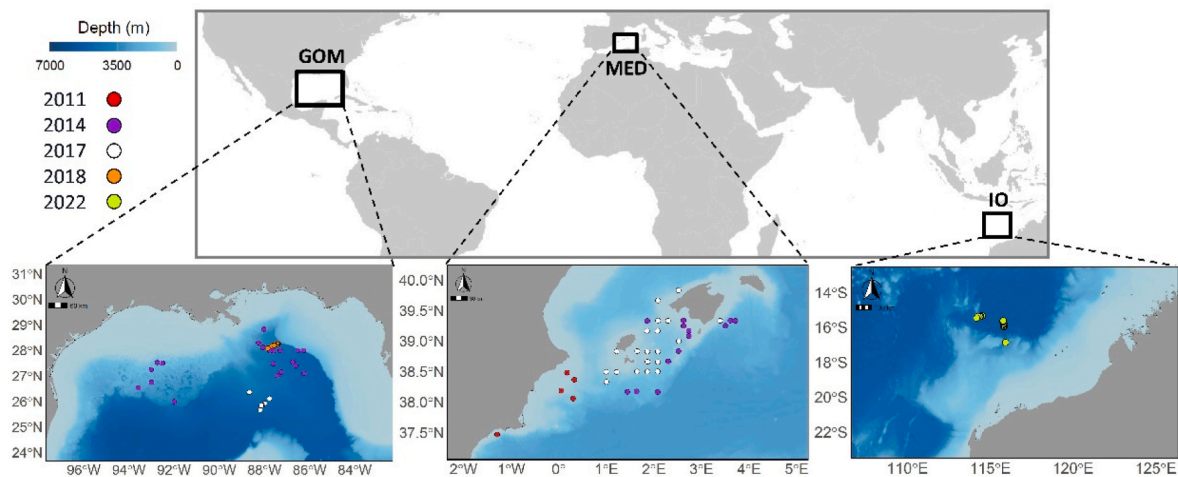 Depth (m)
7000 3500 0
2011
2014
2017
2018
2022
GOM
MED
IO
N
31°N
30°N
29°N
28°N
27°N
26°N
25°N
24°N
96°W 94°W 92°W 90°W 88°W 86°W 84°W
N
40.0°N
39.5°N
39.0°N
38.5°N
38.0°N
37.5°N
2°W 1°W 0° 1°E 2°E 3°E 4°E 5°E
N
14°S
16°S
18°S
20°S
22°S
110°E 115°E 120°E 125°E